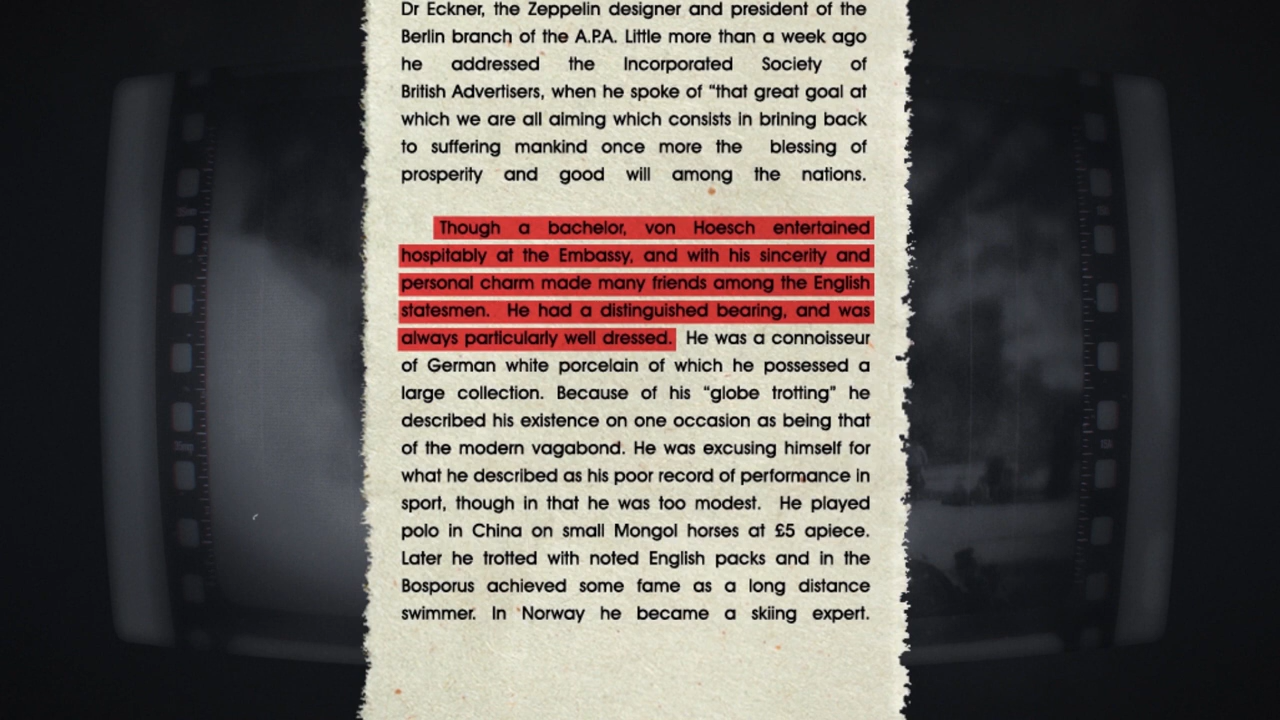 Dr Eckner, the Zeppelin designer and president of the
Berlin branch of the A.P.A. Little more than a week ago
he addressed the Incorporated Society of
British Advertisers, when he spoke of “that great goal at
which we are all aiming which consists in brining back
to suffering mankind once more the blessing of
prosperity and good will among the nations.
Though a bachelor, von Hoesch entertained
hospitably at the Embassy, and with his sincerity and
personal charm made many friends among the English
statesmen. He had a distinguished bearing, and was
always particularly well dressed. He was a connoisseur
of German white porcelain of which he possessed a
large collection. Because of his “globe trotting” he
described his existence on one occasion as being that
of the modern vagabond. He was excusing himself for
what he described as his poor record of performance in
sport, though in that he was too modest. He played
polo in China on small Mongol horses at £5 apiece.
Later he trotted with noted English packs and in the
Bosporus achieved some fame as a long distance
swimmer. In Norway he became a skiing expert.